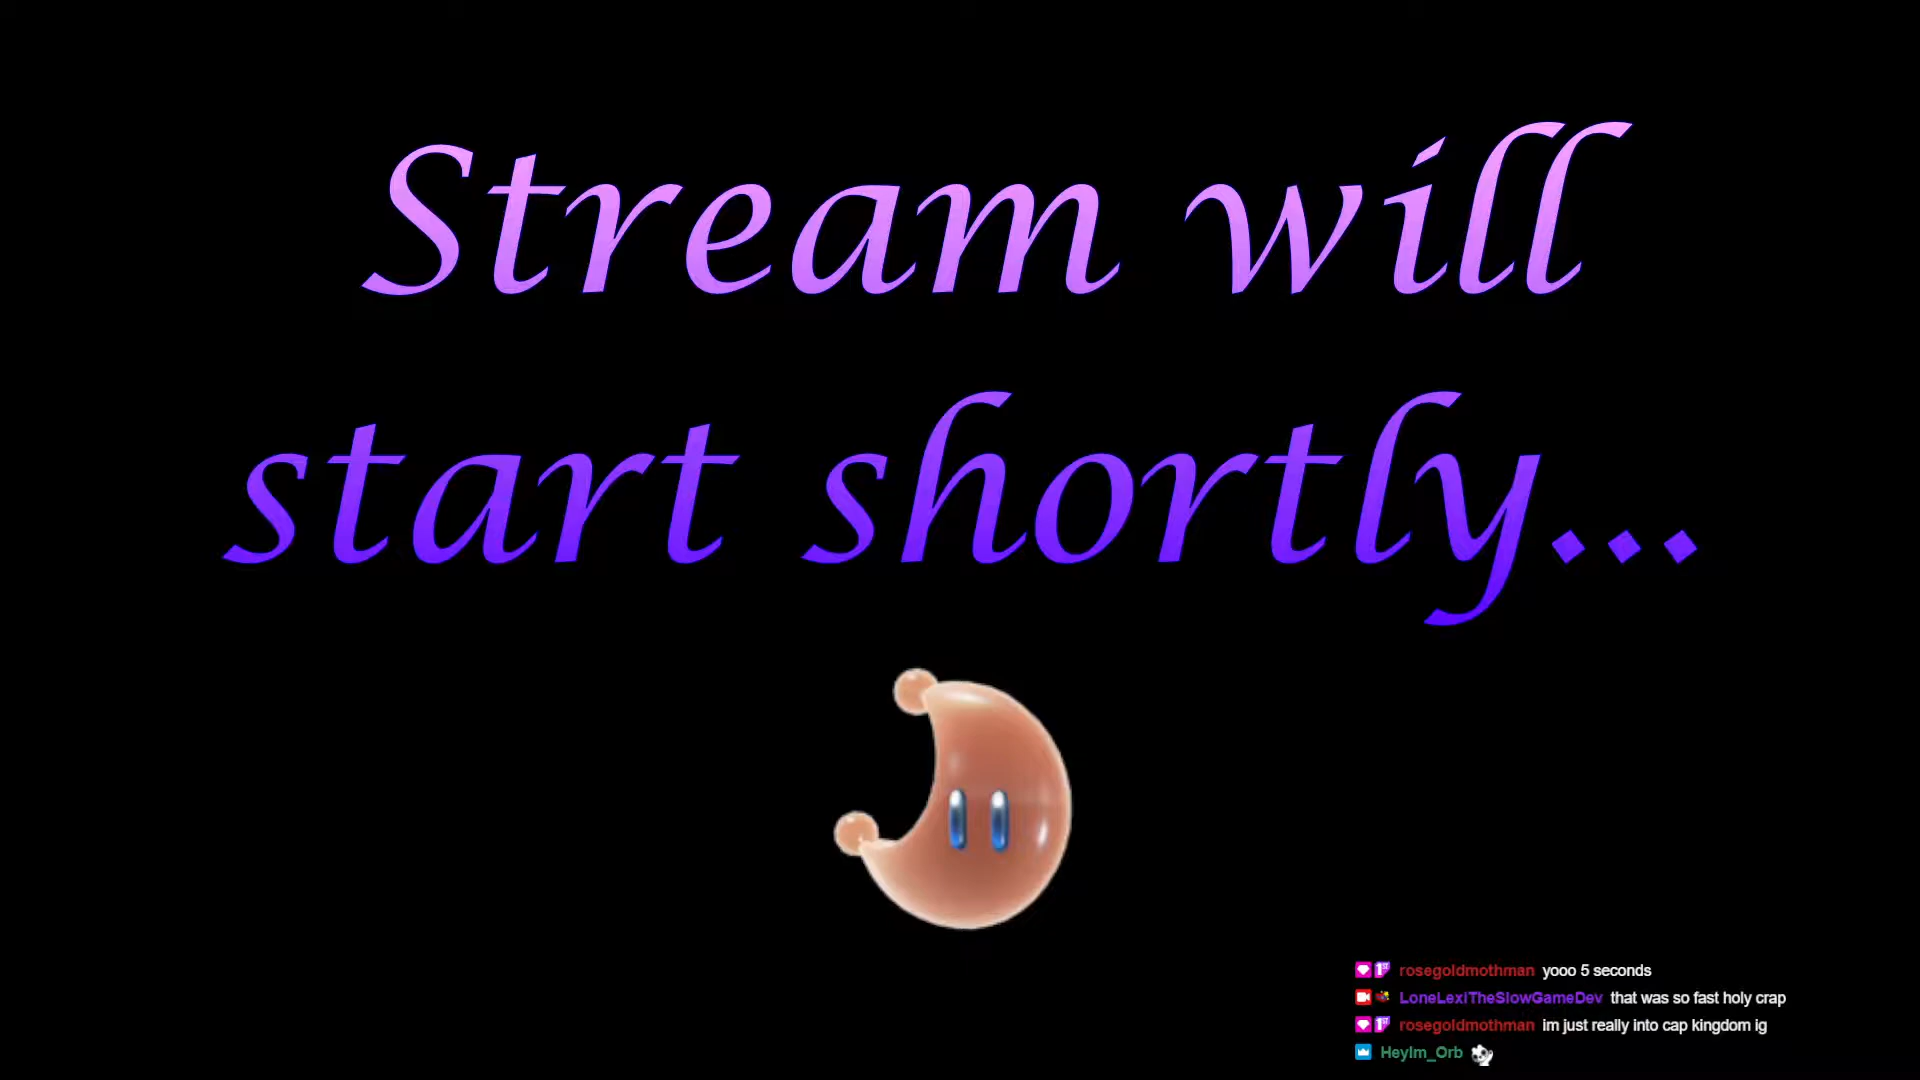 Stream will
start shortly...
rosegoldmothman yooo 5 seconds
LoneLexiTheSlowGameDev that was so fast holy crap
rosegoldmothman im just really into cap kingdom ig
HeyIm_Orb